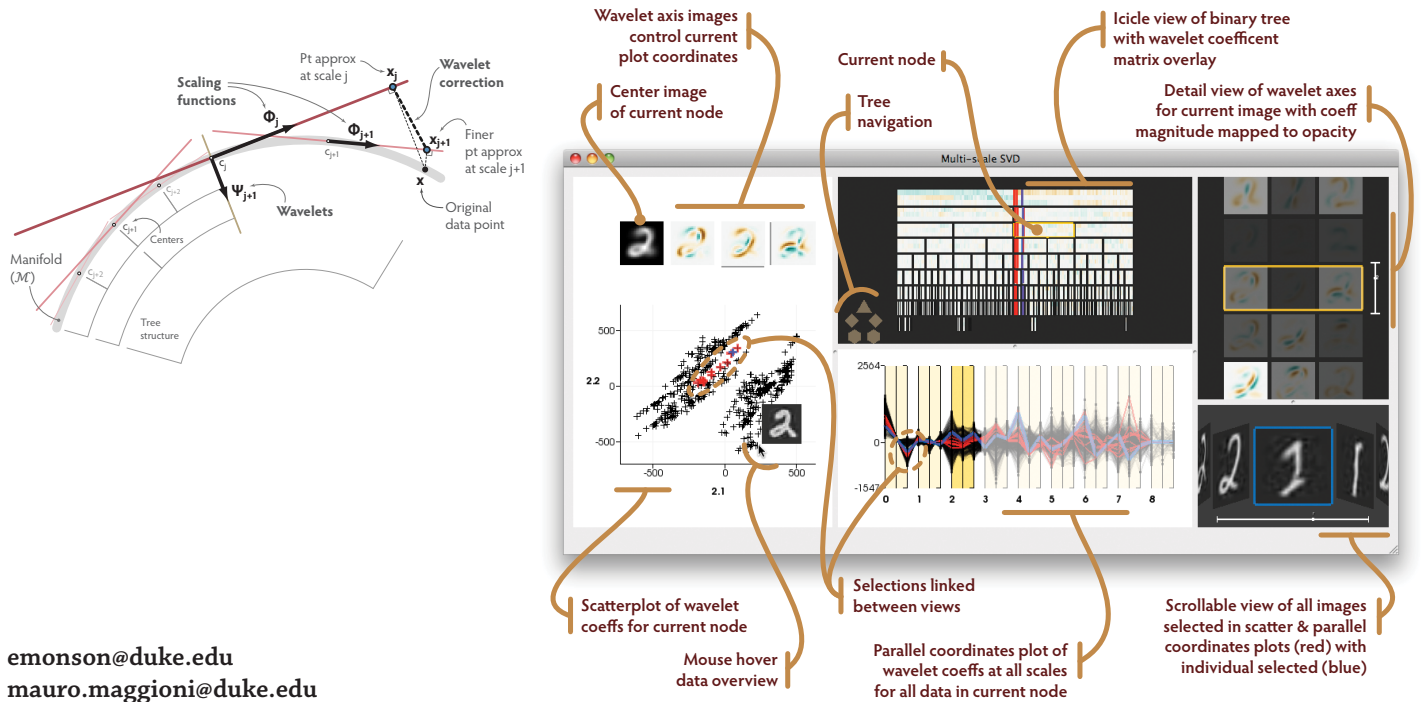 Pt approx
at scale j
xⱼ
Wavelet
correction
Scaling
functions
Φⱼ
Φⱼ₊₁
xⱼ₊₁
Finer
pt approx
at scale j+1
cⱼ
cⱼ₊₁
x
cⱼ₊₂
Ψⱼ₊₁
Wavelets
Original
data point
cⱼ₊₁
Centers
Manifold
(ℳ)
cⱼ₊₂
Tree
structure
emonson@duke.edu
mauro.maggioni@duke.edu
Wavelet axis images
control current
plot coordinates
Center image
of current node
Current node
Tree
navigation
Icicle view of binary tree
with wavelet coefficent
matrix overlay
Detail view of wavelet axes
for current image with coeff
magnitude mapped to opacity
Multi-scale SVD
500
2.2
0
-500
-500
0
500
2.1
2504
0
-1547
0 1 2 3 4 5 6 7 8
Scatterplot of wavelet
coeffs for current node
Mouse hover
data overview
Selections linked
between views
Parallel coordinates plot of
wavelet coeffs at all scales
for all data in current node
Scrollable view of all images
selected in scatter & parallel
coordinates plots (red) with
individual selected (blue)